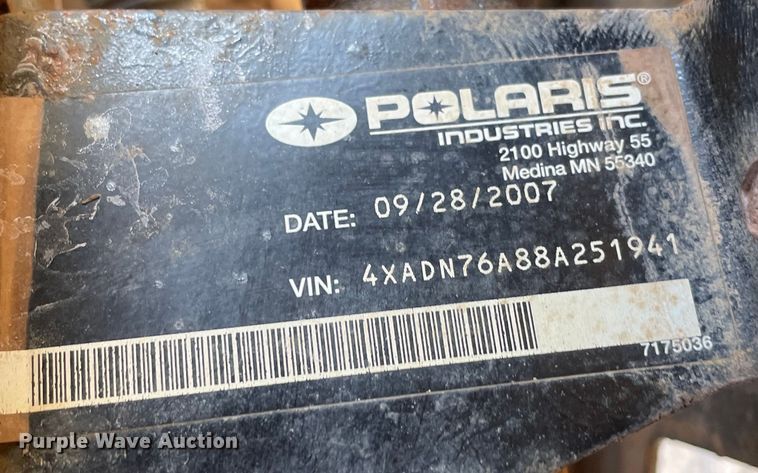 POLARIS®
INDUSTRIES INC.
2100 Highway 55
Medina MN 55340
DATE: 09/28/2007
VIN: 4XADN76A88A251941
7175036
Purple Wave Auction